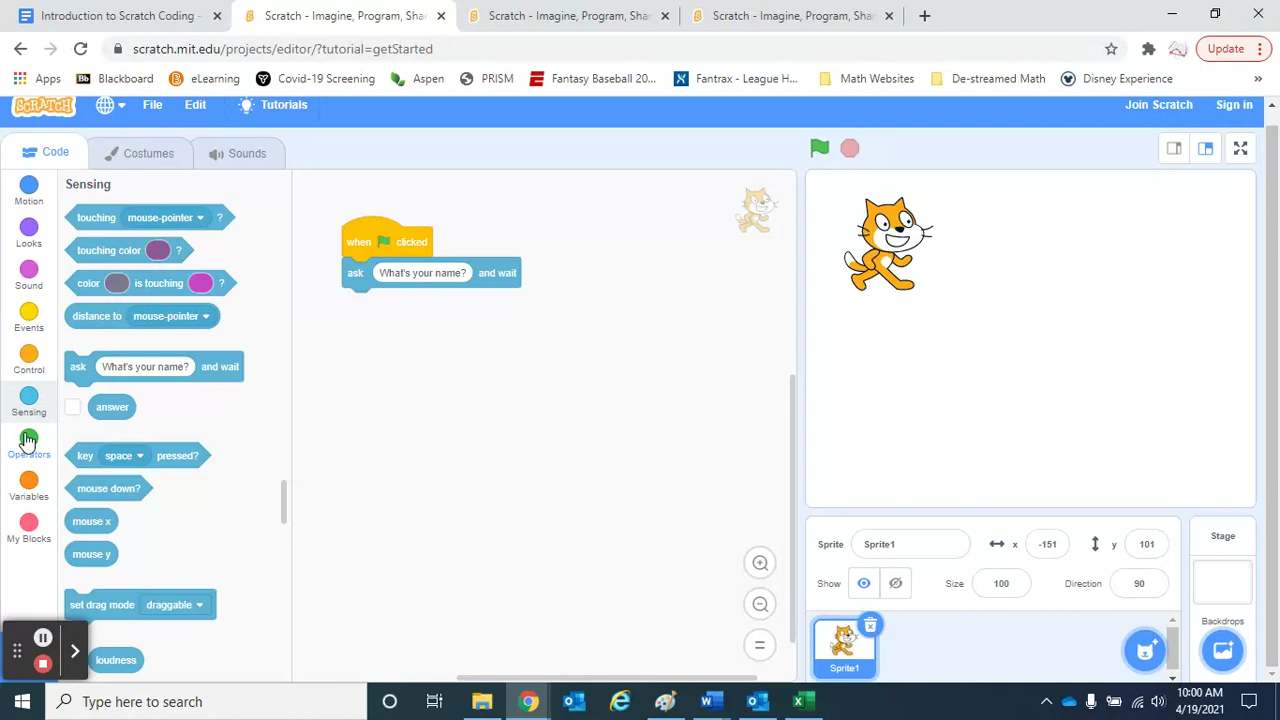 Introduction to Scratch Coding -
Scratch - Imagine, Program, Sha
Scratch - Imagine, Program, Sha
Scratch - Imagine, Program, Sha
scratch.mit.edu/projects/editor/?tutorial=getStarted
Update
Apps
Bb Blackboard
eLearning
Covid-19 Screening
Aspen
PRISM
Fantasy Baseball 20...
Fantrax - League H...
Math Websites
De-streamed Math
Disney Experience
»
SCRATCH
File
Edit
Tutorials
Join Scratch
Sign in
Code
Costumes
Sounds
Motion
Looks
Sound
Events
Control
Sensing
Operators
Variables
My Blocks
Sensing
touching mouse-pointer ?
touching color ?
color is touching ?
distance to mouse-pointer
ask What's your name? and wait
answer
key space pressed?
mouse down?
mouse x
mouse y
set drag mode draggable
loudness
when clicked
ask What's your name? and wait
Sprite
Sprite1
x
-151
y
101
Show
Size
100
Direction
90
Sprite1
Stage
Backdrops
Type here to search
10:00 AM
4/19/2021